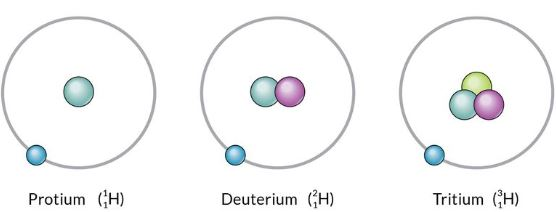 Protium (¹₁H)
Deuterium (²₁H)
Tritium (³₁H)